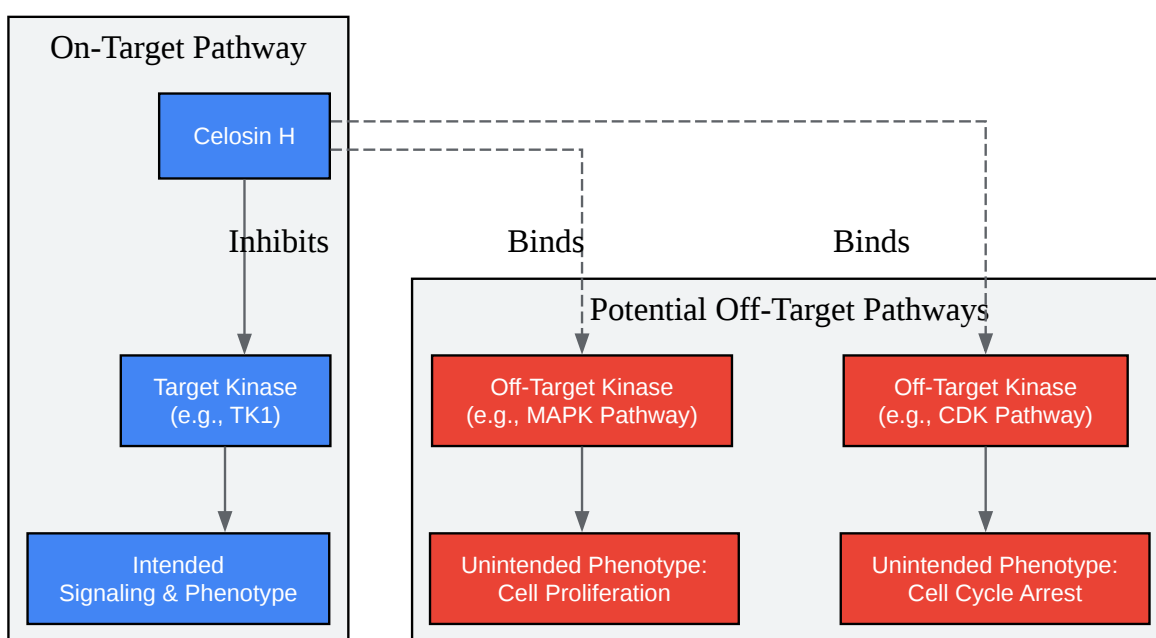 On-Target Pathway
Celosin H
Inhibits
Binds
Binds
Potential Off-Target Pathways
Target Kinase
(e.g., TK1)
Off-Target Kinase
(e.g., MAPK Pathway)
Off-Target Kinase
(e.g., CDK Pathway)
Intended
Signaling & Phenotype
Unintended Phenotype:
Cell Proliferation
Unintended Phenotype:
Cell Cycle Arrest